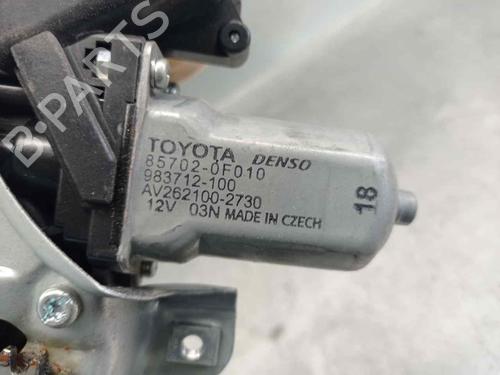 B-PARTS
TOYOTA DENSO
85702-0F010
983712-100
AV262100-2730
12V 03N MADE IN CZECH
18